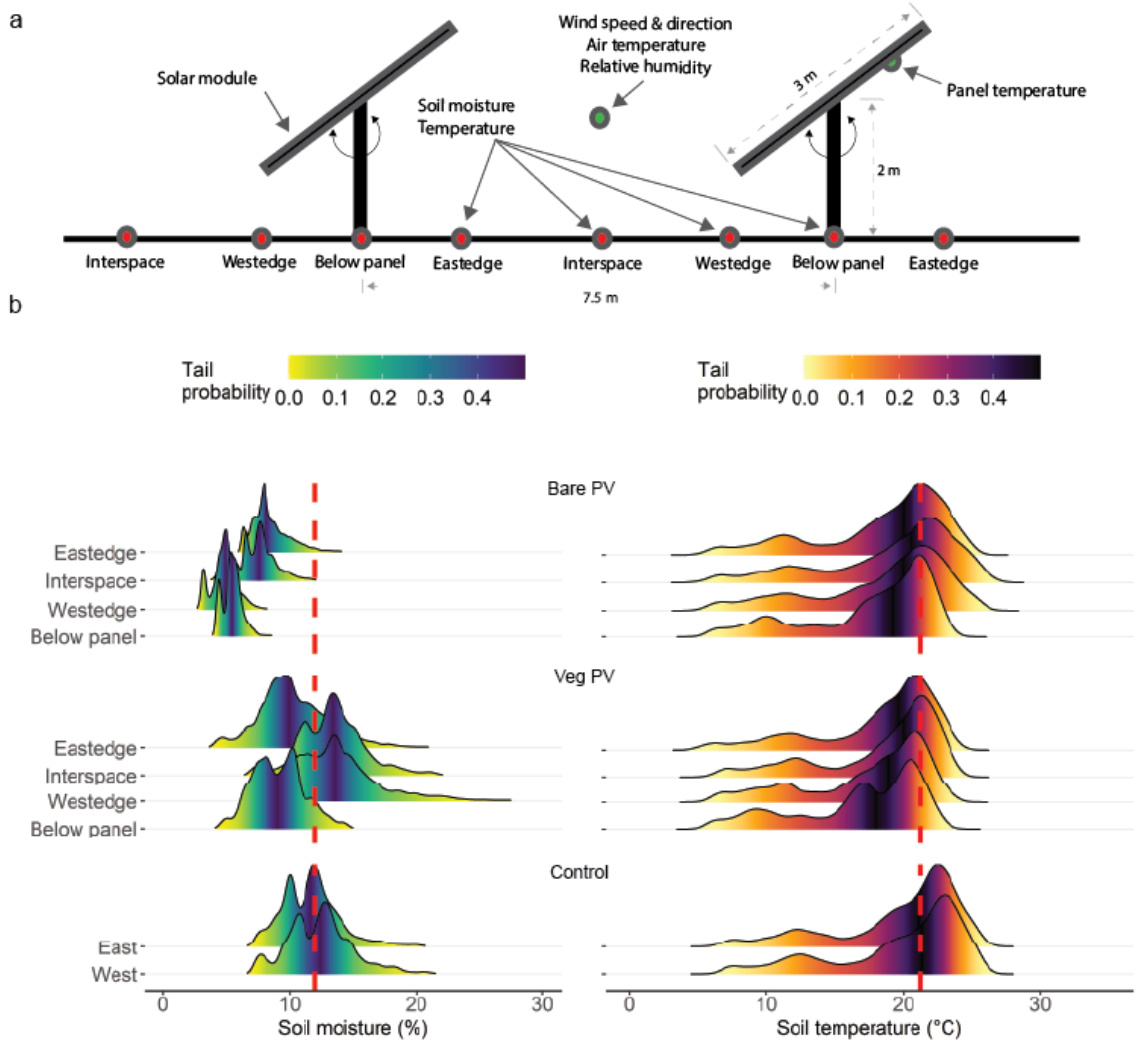 a
Wind speed & direction
Air temperature
Relative humidity
Solar module
3 m
Panel temperature
Soil moisture
Temperature
2 m
Interspace
Westedge
Below panel
Eastedge
Interspace
Westedge
Below panel
Eastedge
7.5 m
b
Tail
probability
0.0 0.1 0.2 0.3 0.4
Tail
probability
0.0 0.1 0.2 0.3 0.4
Bare PV
Eastedge
Interspace
Westedge
Below panel
Veg PV
Eastedge
Interspace
Westedge
Below panel
Control
East
West
0 10 20 30
Soil moisture (%)
0 10 20 30
Soil temperature (°C)